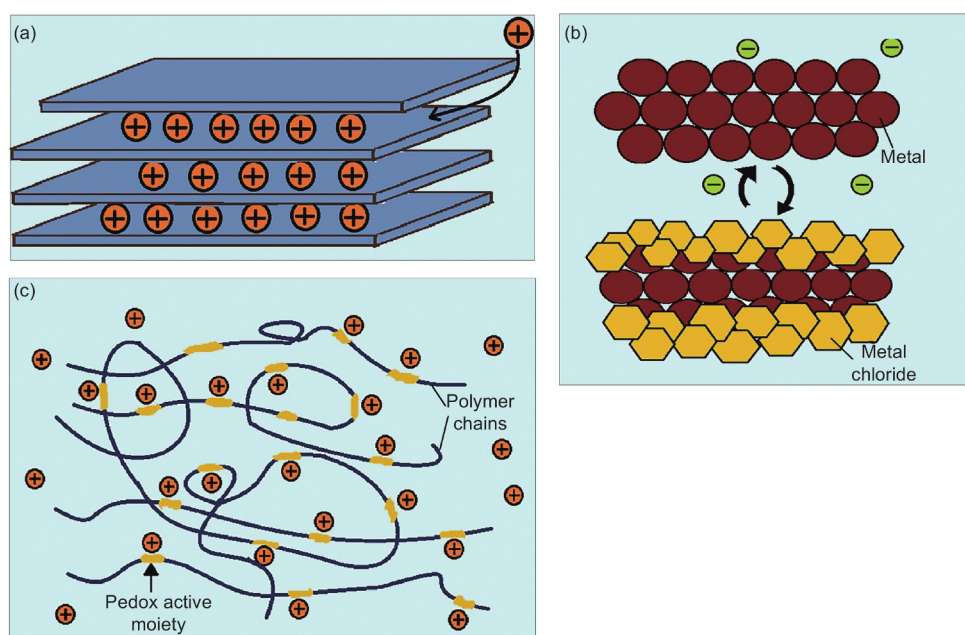 (a)
(b)
Metal
Metal
chloride
(c)
Polymer
chains
Pedox active
moiety